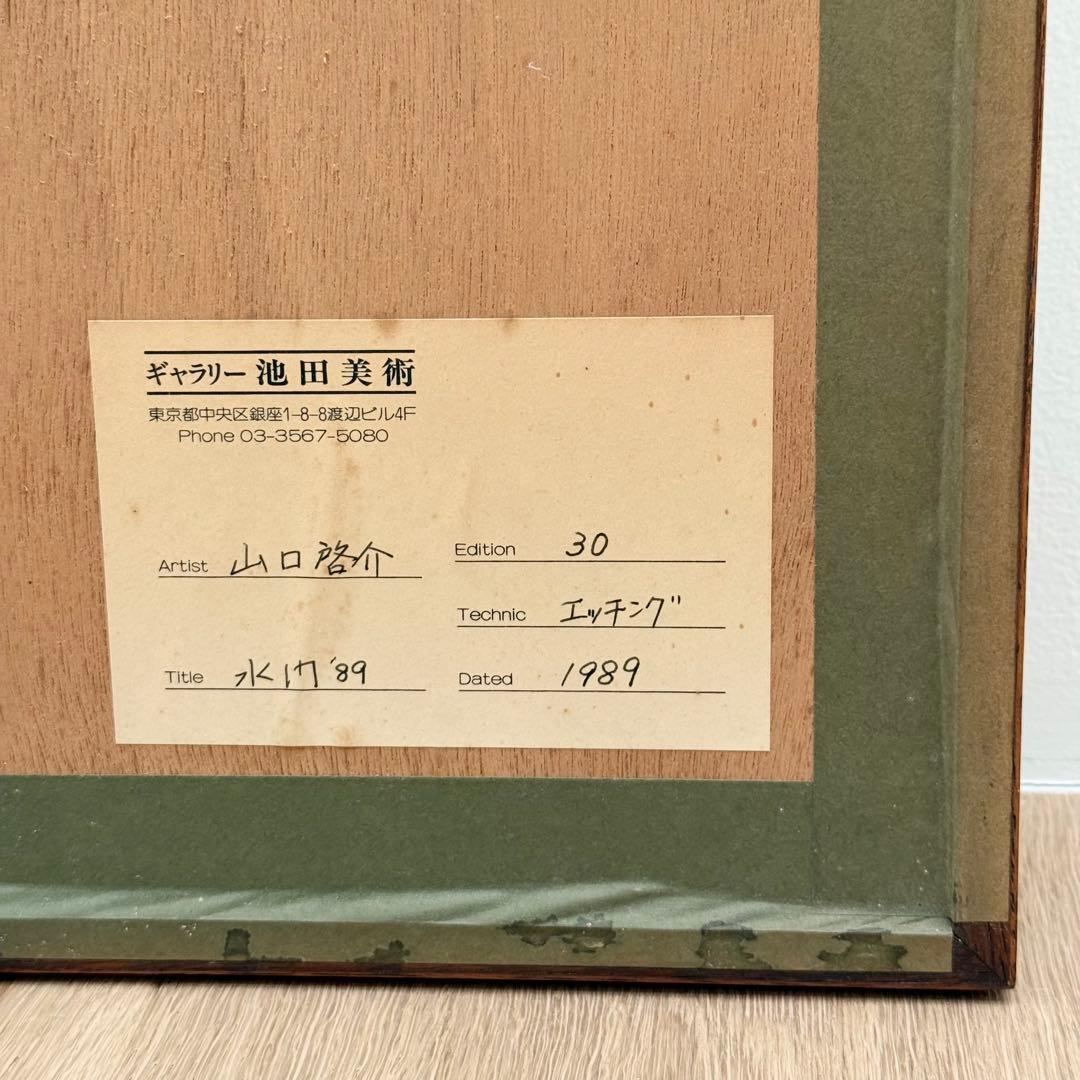 ギャラリー 池田美術
東京都中央区銀座1-8-8渡辺ビル4F
Phone 03-3567-5080
Artist 山口啓介
Edition 30
Technic エッチング
Title 水门 '89
Dated 1989